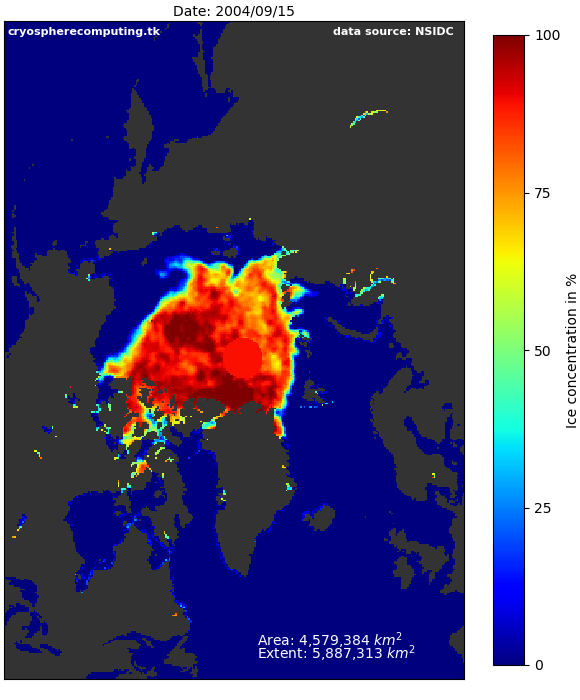 Date: 2004/09/15
cryospherecomputing.tk data source: NSIDC
100
75
50
25
0
Ice concentration in %
Area: 4,579,384 km²
Extent: 5,887,313 km²